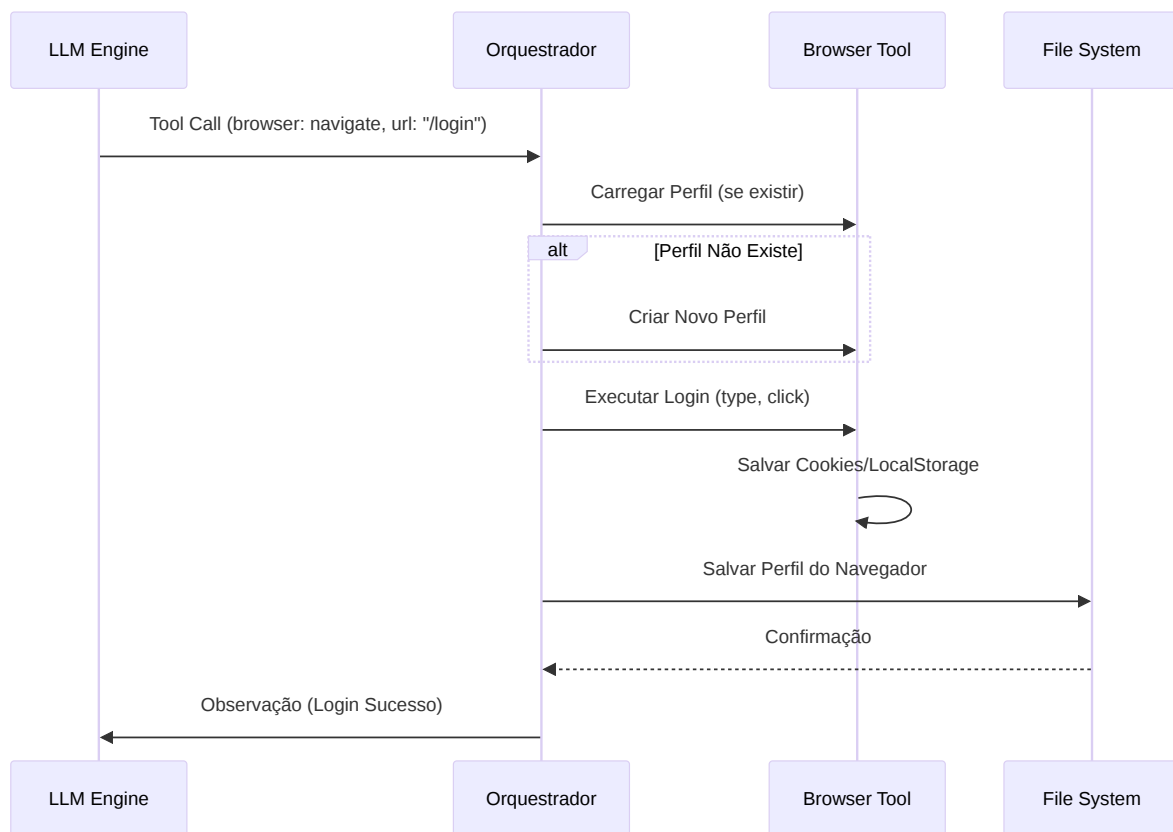 LLM Engine
Orquestrador
Browser Tool
File System
Tool Call (browser: navigate, url: "/login")
Carregar Perfil (se existir)
alt
[Perfil Não Existe]
Criar Novo Perfil
Executar Login (type, click)
Salvar Cookies/LocalStorage
Salvar Perfil do Navegador
Confirmação
Observação (Login Sucesso)
LLM Engine
Orquestrador
Browser Tool
File System